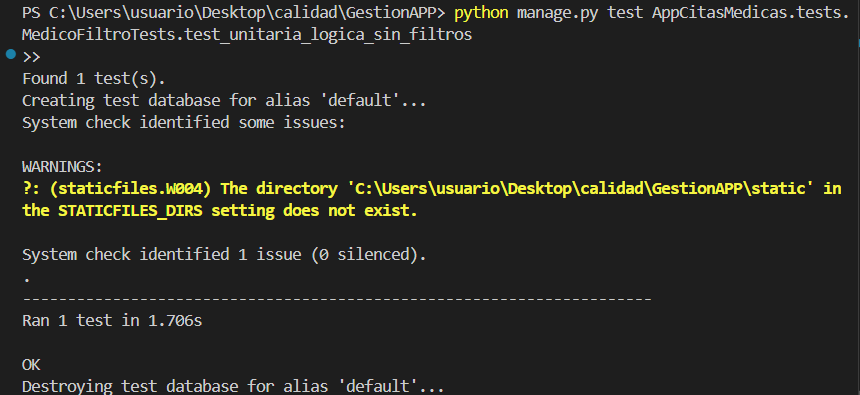 PS C:\Users\usuario\Desktop\calidad\GestionAPP> python manage.py test AppCitasMedicas.tests.
MedicoFiltroTests.test_unitaria_logica_sin_filtros
>>
Found 1 test(s).
Creating test database for alias 'default'...
System check identified some issues:
WARNINGS:
?: (staticfiles.W004) The directory 'C:\Users\usuario\Desktop\calidad\GestionAPP\static' in
the STATICFILES_DIRS setting does not exist.
System check identified 1 issue (0 silenced).
.
----------------------------------------------------------------------
Ran 1 test in 1.706s
OK
Destroying test database for alias 'default'...